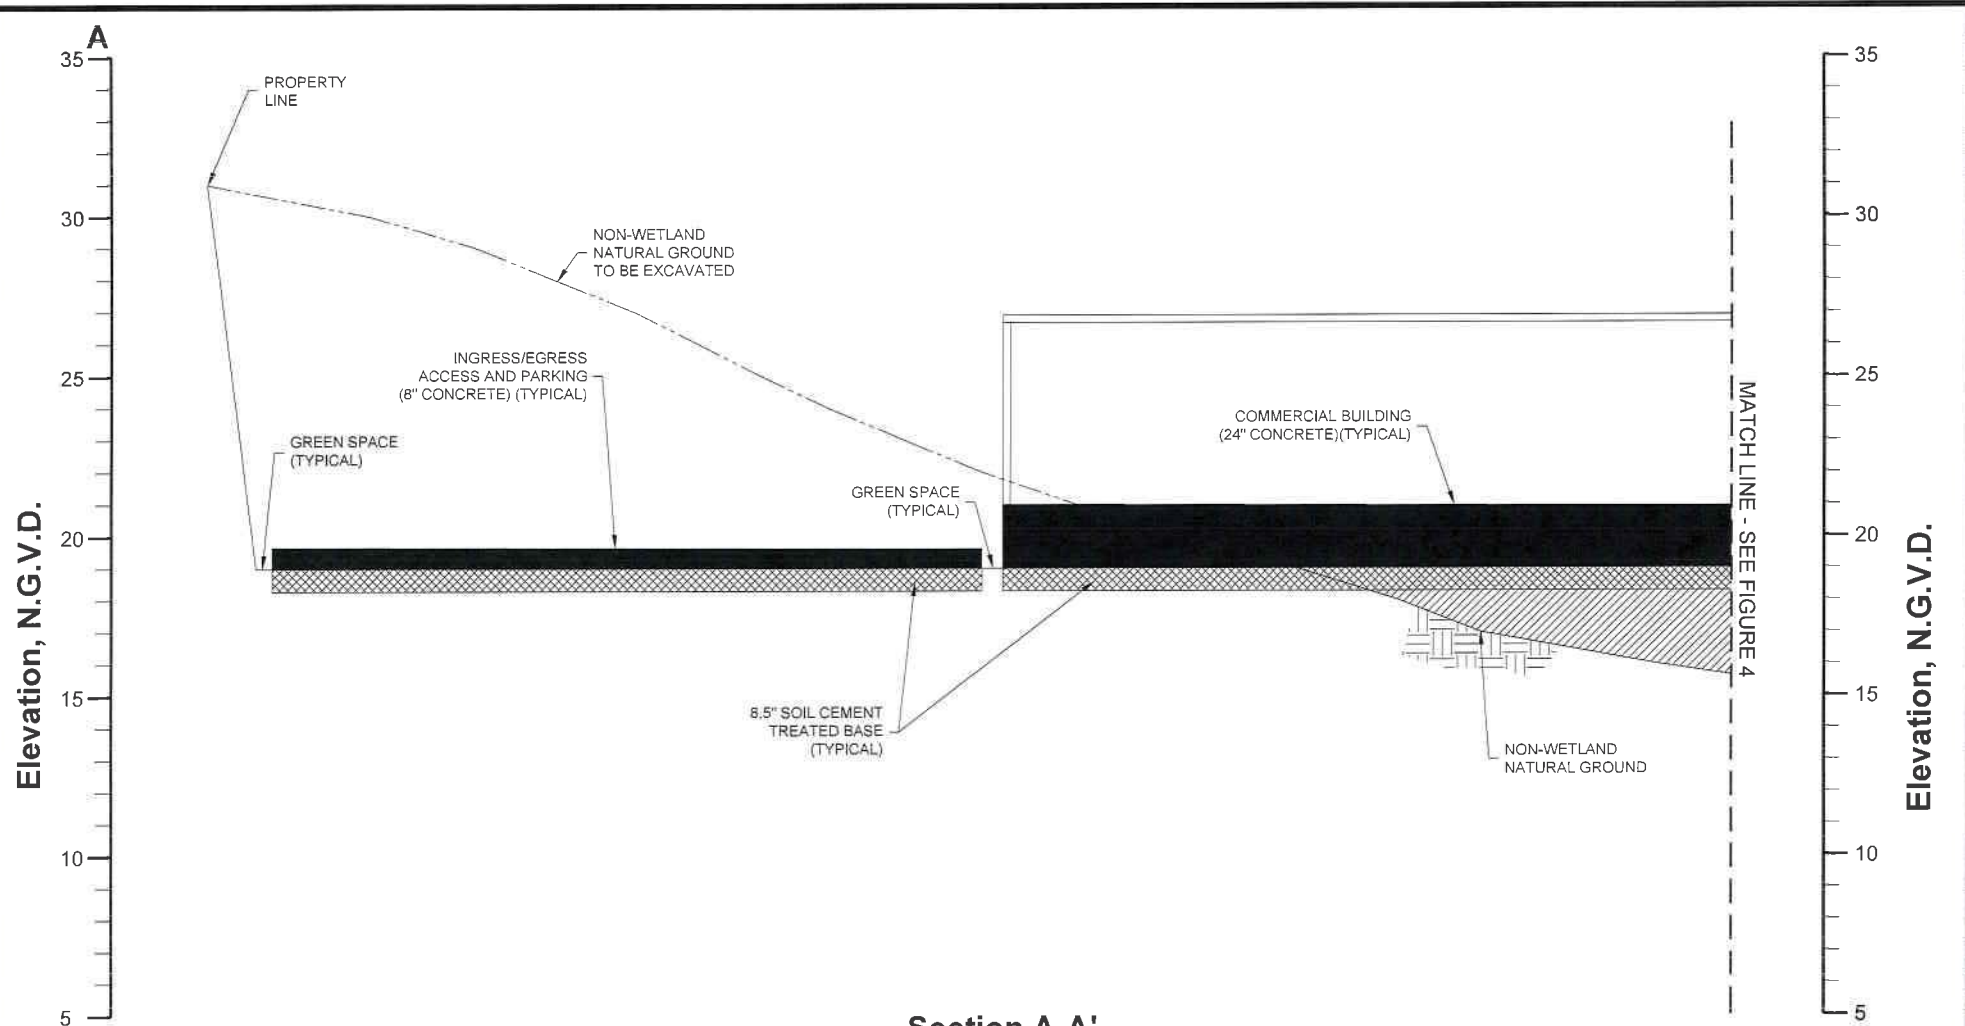 A
35
30
25
20
15
10
5
Elevation, N.G.V.D.
PROPERTY
LINE
NON-WETLAND
NATURAL GROUND
TO BE EXCAVATED
INGRESS/EGRESS
ACCESS AND PARKING
(8" CONCRETE) (TYPICAL)
GREEN SPACE
(TYPICAL)
GREEN SPACE
(TYPICAL)
COMMERCIAL BUILDING
(24" CONCRETE)(TYPICAL)
8.5" SOIL CEMENT
TREATED BASE
(TYPICAL)
NON-WETLAND
NATURAL GROUND
MATCH LINE - SEE FIGURE 4
35
30
25
20
15
10
5
Elevation, N.G.V.D.
Section A-A'